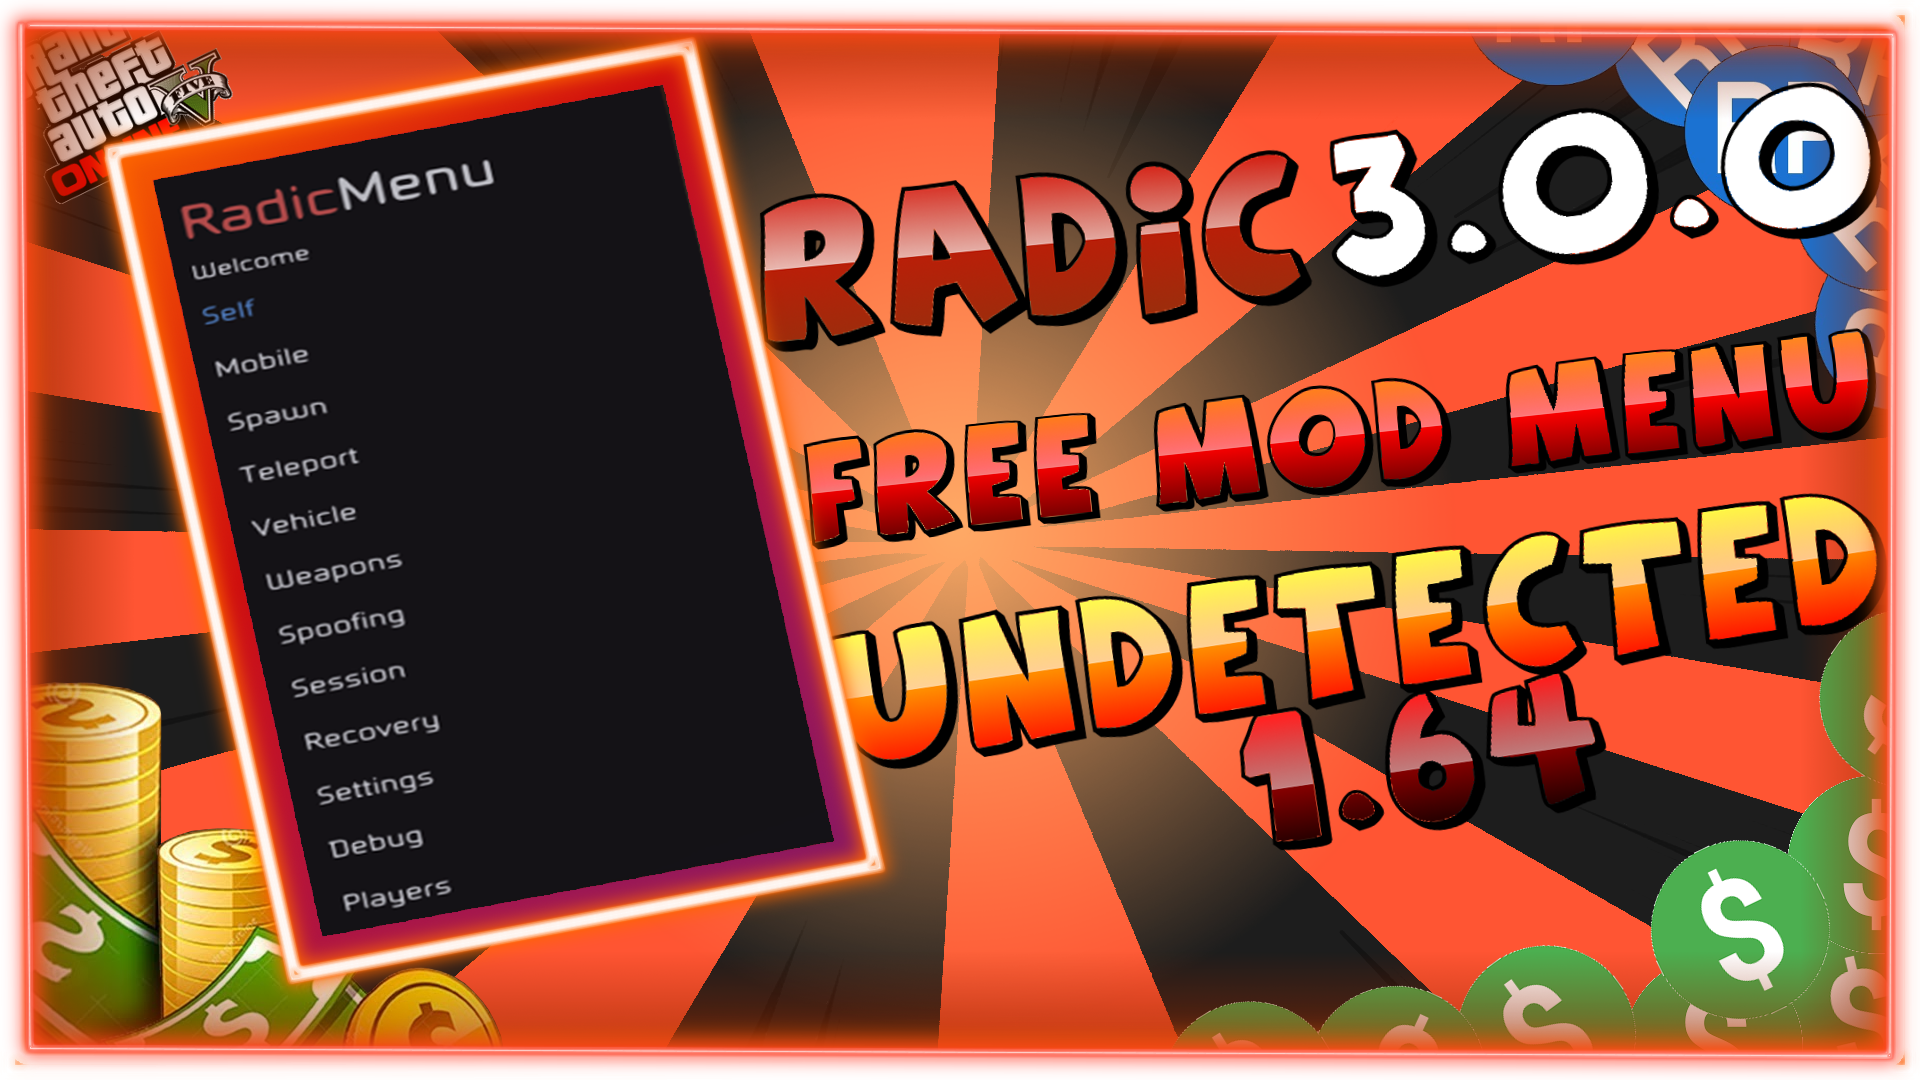 grand
theft
auto
FIVE
RadicMenu
Welcome
Self
Mobile
Spawn
Teleport
Vehicle
Weapons
Spoofing
Session
Recovery
Settings
Debug
Players
RADiC 3.0.0
FREE MOD MENU
UNDETECTED
1.64
RP
$
$
$